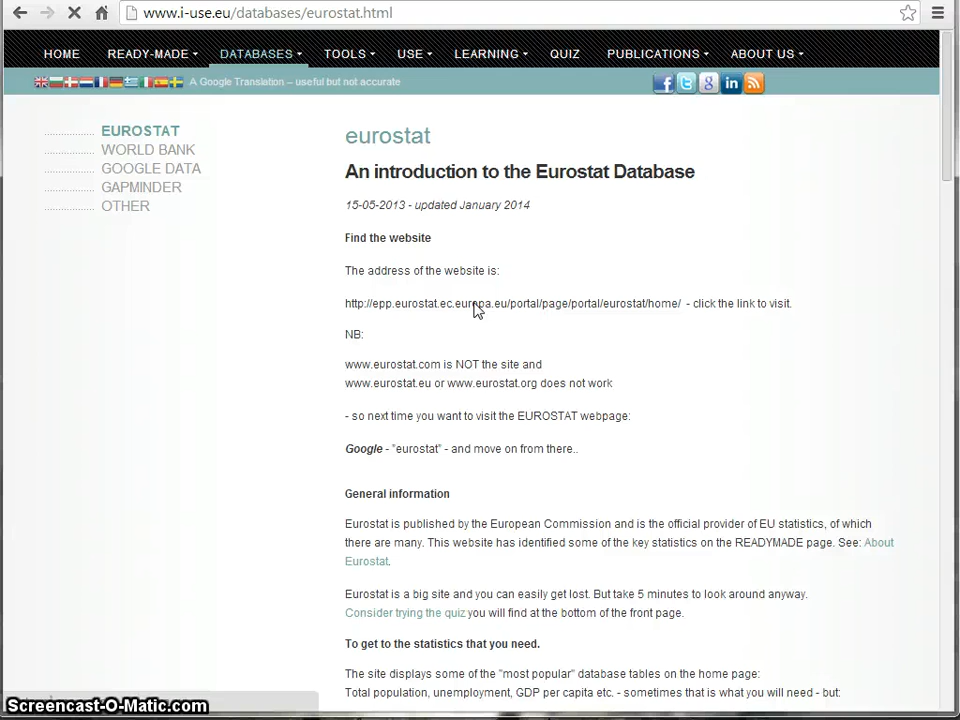 www.i-use.eu/databases/eurostat.html
HOME READY-MADE DATABASES TOOLS USE LEARNING QUIZ PUBLICATIONS ABOUT US
A Google Translation – useful but not accurate
EUROSTAT
WORLD BANK
GOOGLE DATA
GAPMINDER
OTHER
eurostat
An introduction to the Eurostat Database
15-05-2013 - updated January 2014
Find the website
The address of the website is:
http://epp.eurostat.ec.europa.eu/portal/page/portal/eurostat/home/ - click the link to visit.
NB:
www.eurostat.com is NOT the site and
www.eurostat.eu or www.eurostat.org does not work
- so next time you want to visit the EUROSTAT webpage:
Google - "eurostat" - and move on from there..
General information
Eurostat is published by the European Commission and is the official provider of EU statistics, of which
there are many. This website has identified some of the key statistics on the READYMADE page. See: About
Eurostat.
Eurostat is a big site and you can easily get lost. But take 5 minutes to look around anyway.
Consider trying the quiz you will find at the bottom of the front page.
To get to the statistics that you need.
The site displays some of the "most popular" database tables on the home page:
Total population, unemployment, GDP per capita etc. - sometimes that is what you will need - but:
Screencast-O-Matic.com